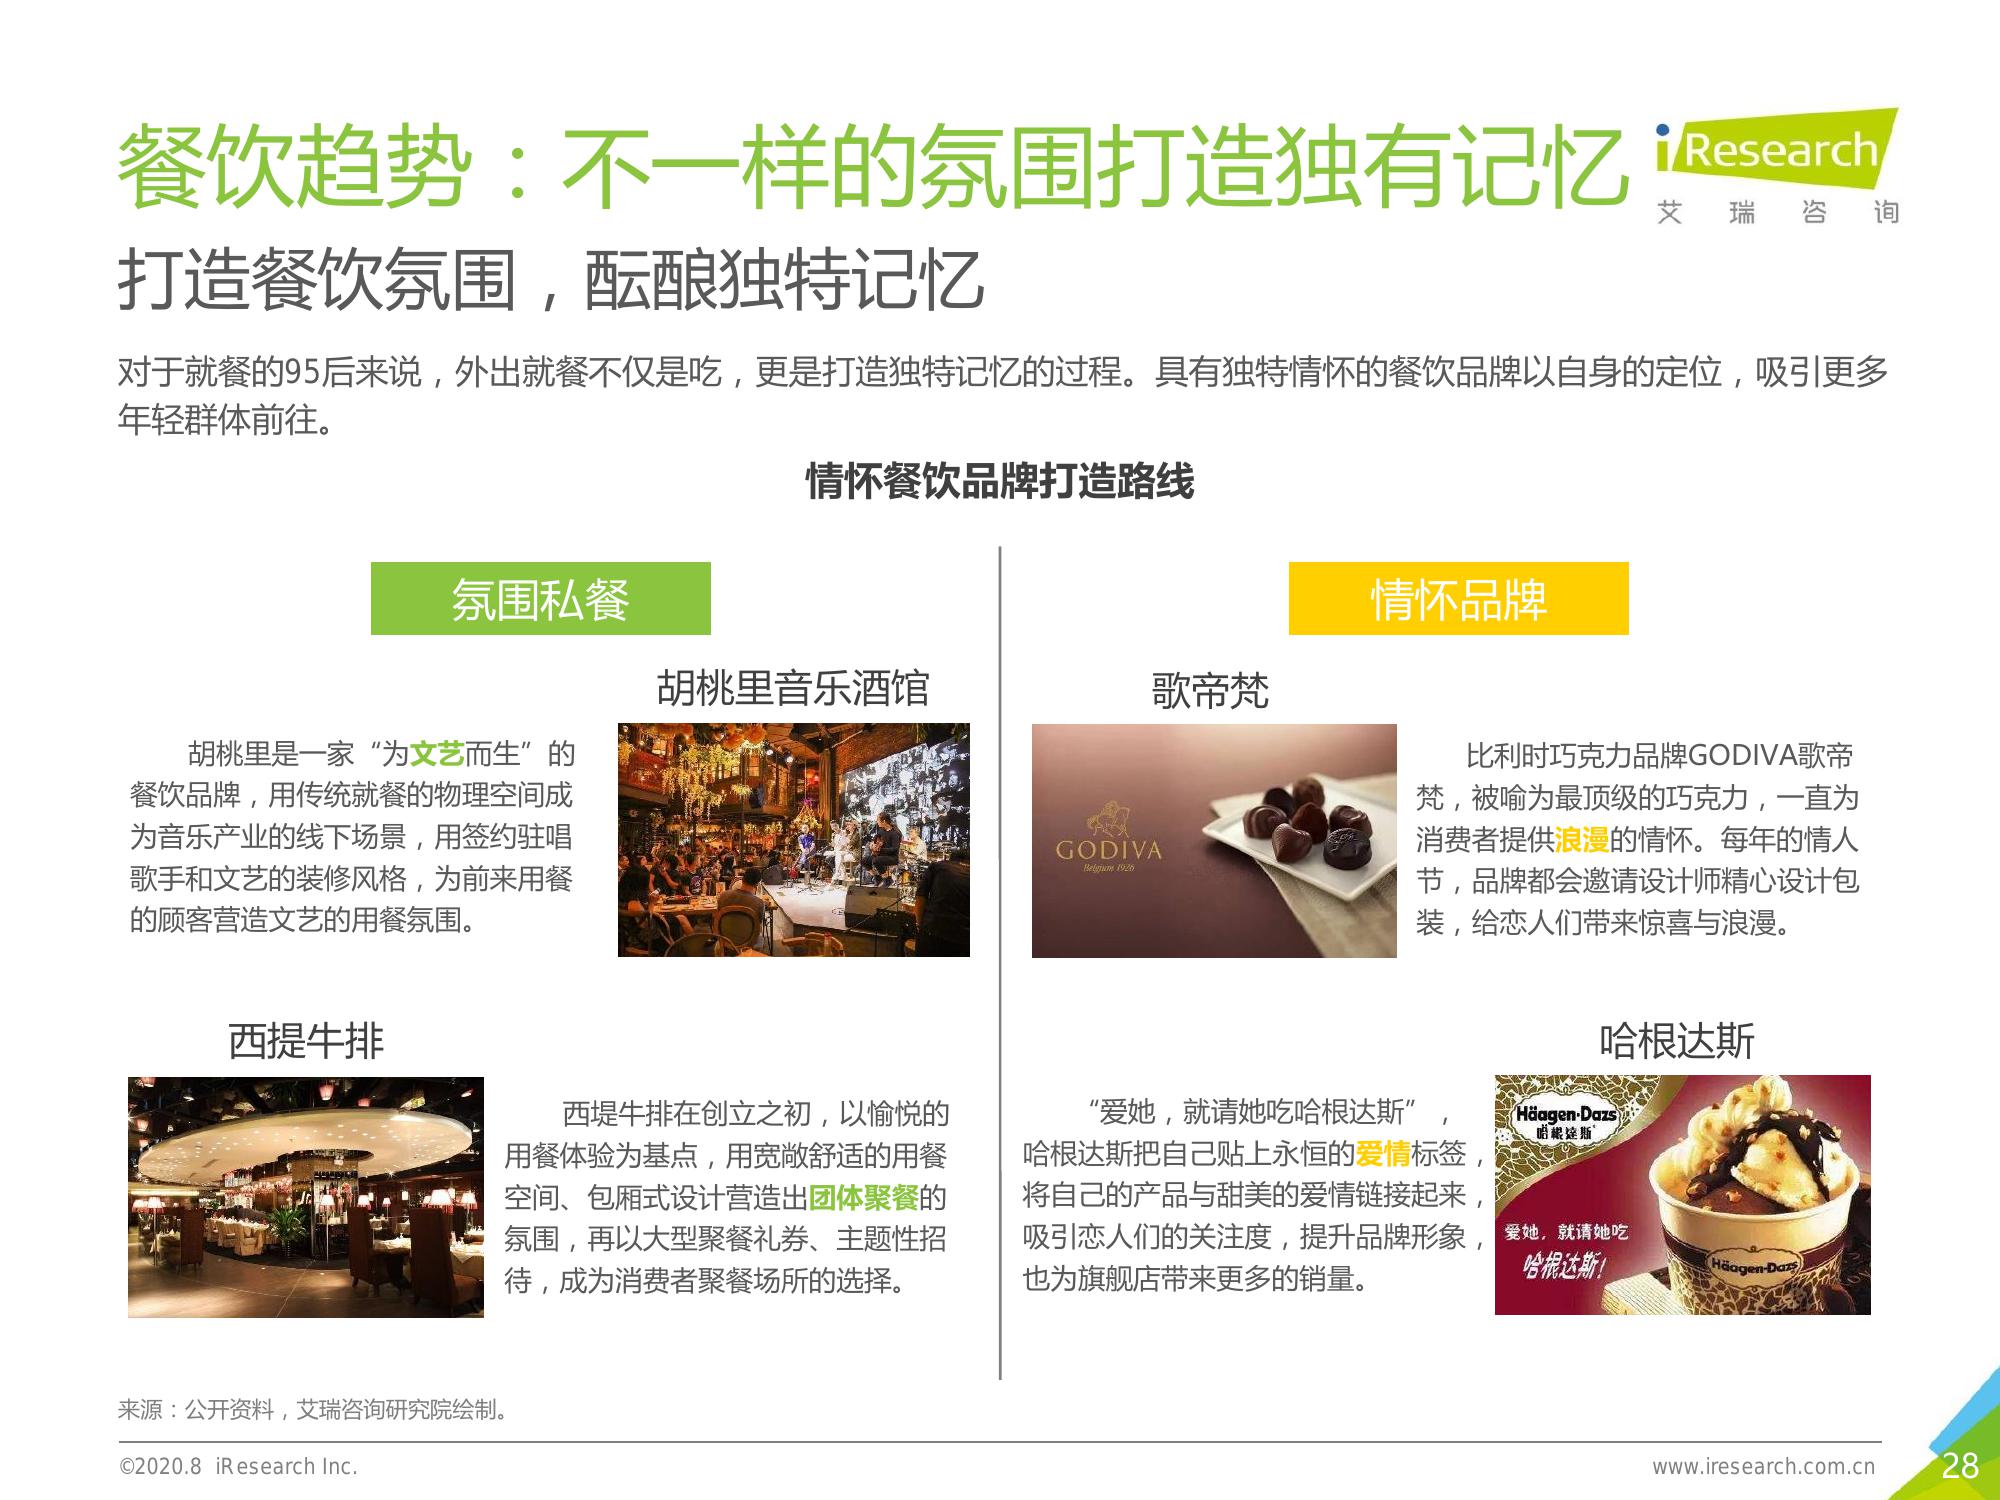 餐饮趋势：不一样的氛围打造独有记忆
iResearch
艾瑞咨询
打造餐饮氛围，酝酿独特记忆
对于就餐的95后来说，外出就餐不仅是吃，更是打造独特记忆的过程。具有独特情怀的餐饮品牌以自身的定位，吸引更多
年轻群体前往。
情怀餐饮品牌打造路线
氛围私餐
胡桃里音乐酒馆
胡桃里是一家“为文艺而生”的
餐饮品牌，用传统就餐的物理空间成
为音乐产业的线下场景，用签约驻唱
歌手和文艺的装修风格，为前来用餐
的顾客营造文艺的用餐氛围。
西提牛排
西堤牛排在创立之初，以愉悦的
用餐体验为基点，用宽敞舒适的用餐
空间、包厢式设计营造出团体聚餐的
氛围，再以大型聚餐礼券、主题性招
待，成为消费者聚餐场所的选择。
情怀品牌
歌帝梵
GODIVA
Belgium 1926
比利时巧克力品牌GODIVA歌帝
梵，被喻为最顶级的巧克力，一直为
消费者提供浪漫的情怀。每年的情人
节，品牌都会邀请设计师精心设计包
装，给恋人们带来惊喜与浪漫。
哈根达斯
“爱她，就请她吃哈根达斯”，
哈根达斯把自己贴上永恒的爱情标签，
将自己的产品与甜美的爱情链接起来，
吸引恋人们的关注度，提升品牌形象，
也为旗舰店带来更多的销量。
Häagen-Dazs
哈根達斯
爱她，就请她吃
哈根达斯！
Häagen-Dazs
来源：公开资料，艾瑞咨询研究院绘制。
©2020.8 iResearch Inc.
www.iresearch.com.cn
28